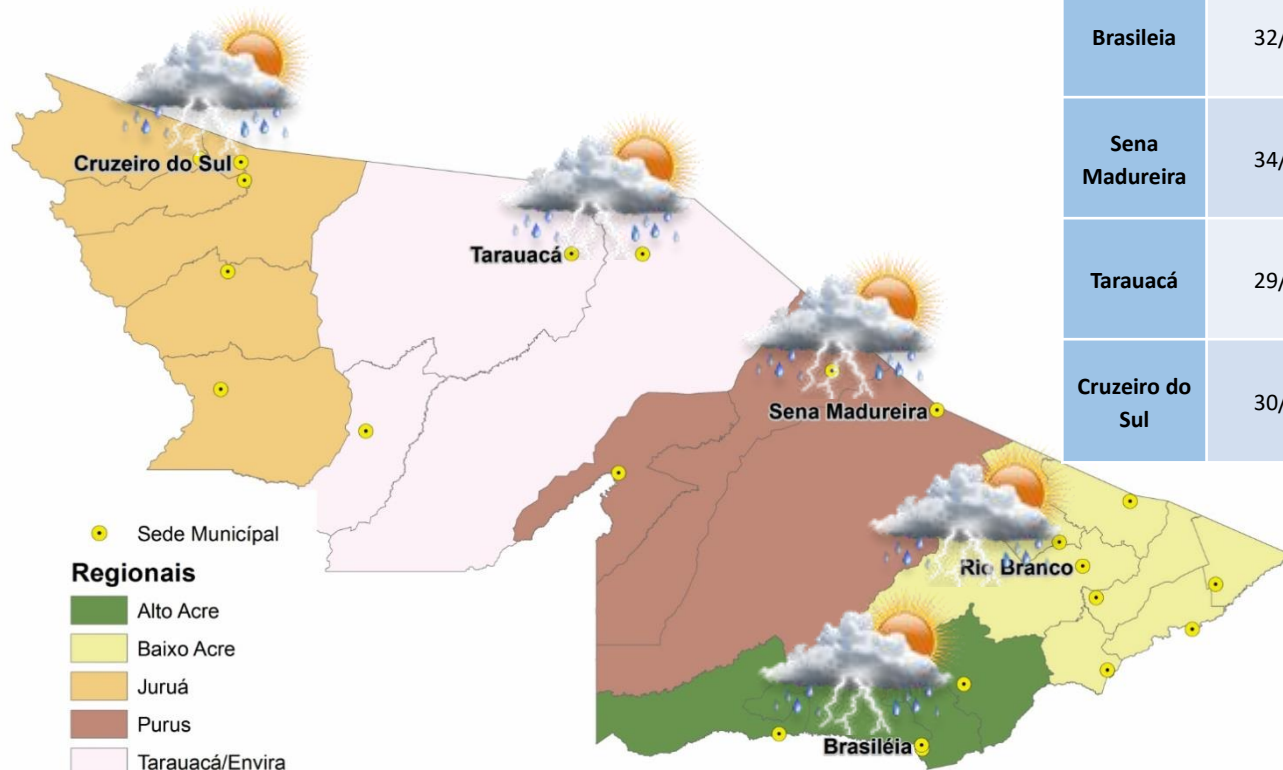 Cruzeiro do Sul
Tarauacá
Sena Madureira
Rio Branco
Brasiléia
Sede Municípal
Regionais
Alto Acre
Baixo Acre
Juruá
Purus
Tarauacá/Envira
Brasileia 32/
Sena
Madureira 34/
Tarauacá 29/
Cruzeiro do
Sul 30/